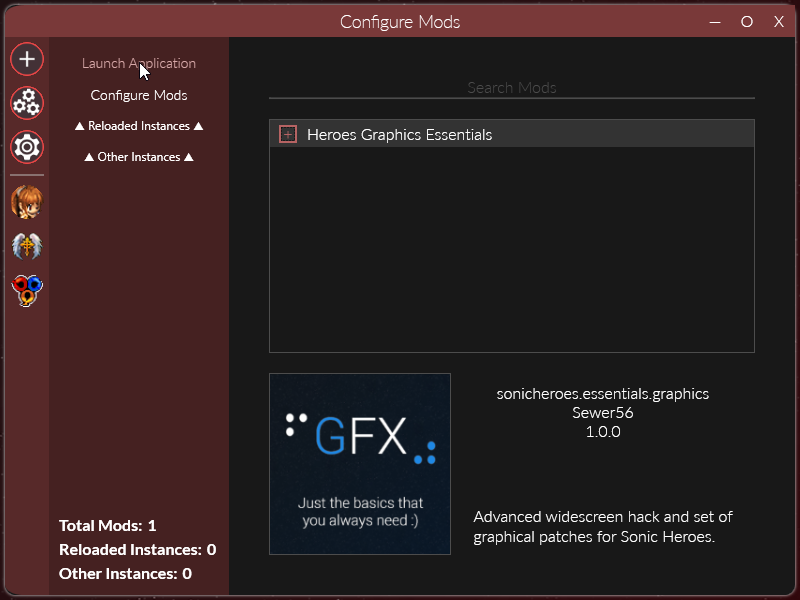 Configure Mods
Launch Application
Configure Mods
▲ Reloaded Instances ▲
▲ Other Instances ▲
Total Mods: 1
Reloaded Instances: 0
Other Instances: 0
Search Mods
Heroes Graphics Essentials
GFX
Just the basics that
you always need :)
sonicheroes.essentials.graphics
Sewer56
1.0.0
Advanced widescreen hack and set of
graphical patches for Sonic Heroes.